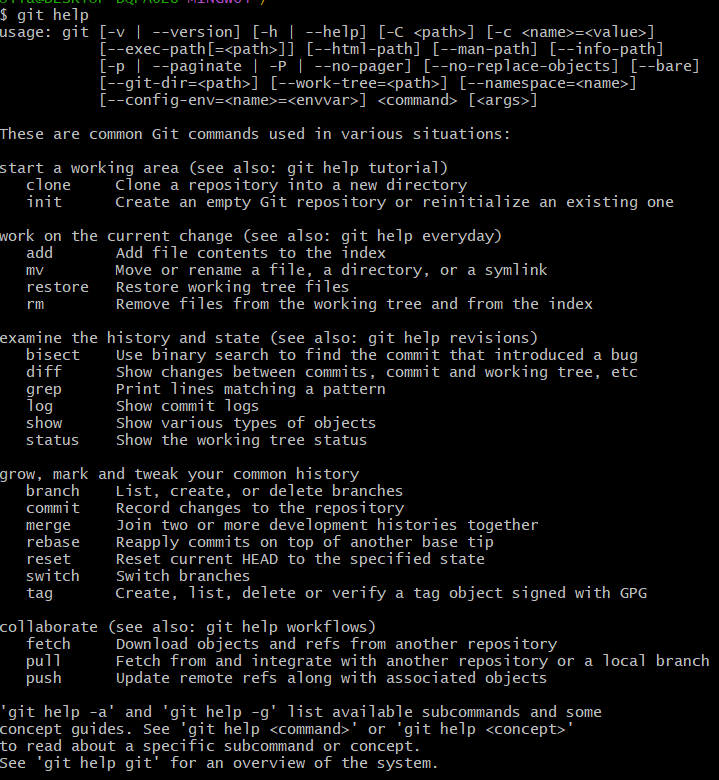 $ git help
usage: git [-v | --version] [-h | --help] [-C <path>] [-c <name>=<value>]
           [--exec-path[=<path>]] [--html-path] [--man-path] [--info-path]
           [-p | --paginate | -P | --no-pager] [--no-replace-objects] [--bare]
           [--git-dir=<path>] [--work-tree=<path>] [--namespace=<name>]
           [--config-env=<name>=<envvar>] <command> [<args>]

These are common Git commands used in various situations:

start a working area (see also: git help tutorial)
   clone     Clone a repository into a new directory
   init      Create an empty Git repository or reinitialize an existing one

work on the current change (see also: git help everyday)
   add       Add file contents to the index
   mv        Move or rename a file, a directory, or a symlink
   restore   Restore working tree files
   rm        Remove files from the working tree and from the index

examine the history and state (see also: git help revisions)
   bisect    Use binary search to find the commit that introduced a bug
   diff      Show changes between commits, commit and working tree, etc
   grep      Print lines matching a pattern
   log       Show commit logs
   show      Show various types of objects
   status    Show the working tree status

grow, mark and tweak your common history
   branch    List, create, or delete branches
   commit    Record changes to the repository
   merge     Join two or more development histories together
   rebase    Reapply commits on top of another base tip
   reset     Reset current HEAD to the specified state
   switch    Switch branches
   tag       Create, list, delete or verify a tag object signed with GPG

collaborate (see also: git help workflows)
   fetch     Download objects and refs from another repository
   pull      Fetch from and integrate with another repository or a local branch
   push      Update remote refs along with associated objects

'git help -a' and 'git help -g' list available subcommands and some
concept guides. See 'git help <command>' or 'git help <concept>'
to read about a specific subcommand or concept.
See 'git help git' for an overview of the system.